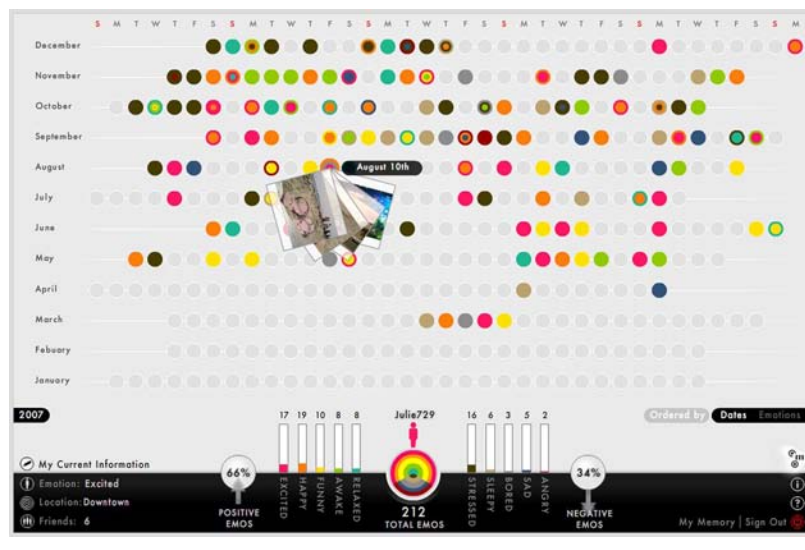 S M T W T F S S M T W T F S S M T W T F S S M T W T F S S M T W T F S S M
December
November
October
September
August
August 10th
July
June
May
April
March
Febuary
January
2007
17 19 10 8 8
Julie729
16 6 3 5 2
Ordered by Dates Emotions
My Current Information
Emotion: Excited
Location: Downtown
Friends: 6
66%
POSITIVE
EMOS
EXCITED
HAPPY
FUNNY
AWAKE
RELAXED
212
TOTAL EMOS
STRESSED
SLEEPY
BORED
SAD
ANGRY
34%
NEGATIVE
EMOS
My Memory | Sign Out